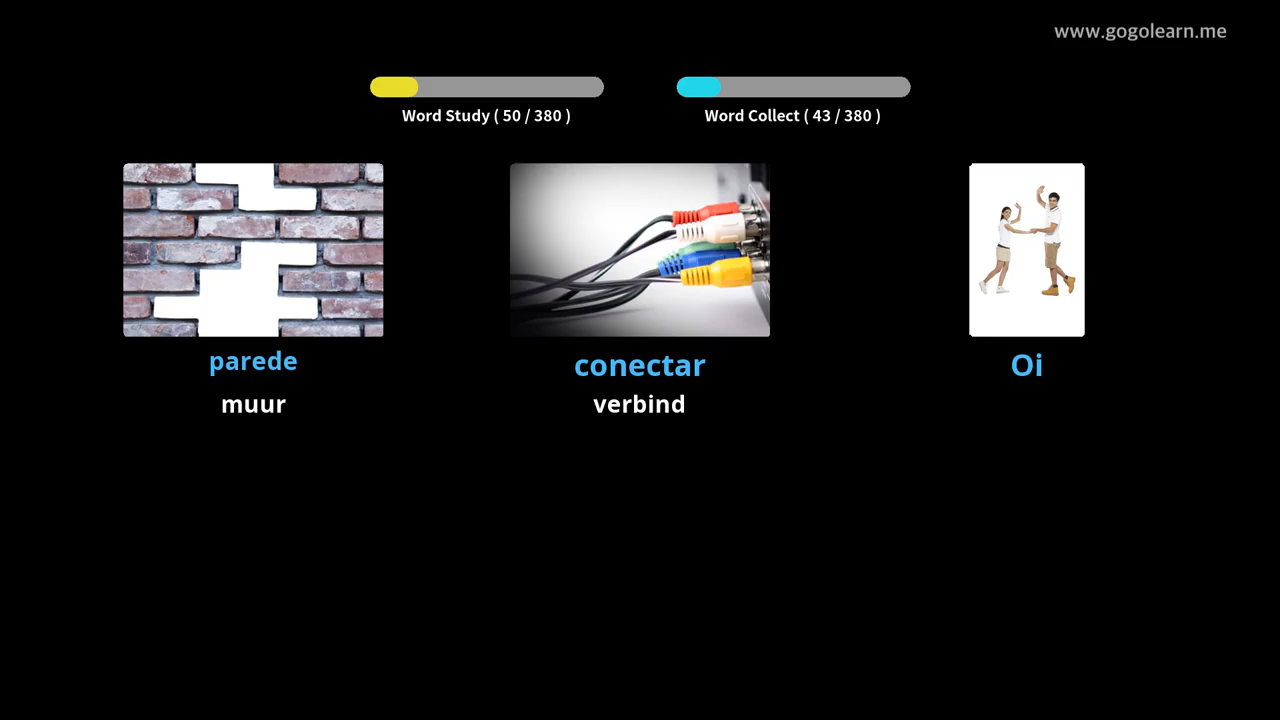 www.gogolearn.me
Word Study ( 50 / 380 )
Word Collect ( 43 / 380 )
parede
conectar
Oi
muur
verbind